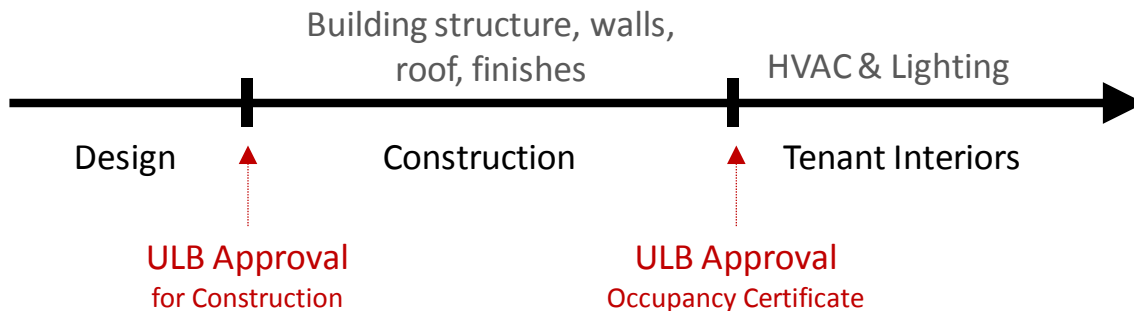 Building structure, walls,
roof, finishes
HVAC & Lighting
Design
Construction
Tenant Interiors
ULB Approval
for Construction
ULB Approval
Occupancy Certificate